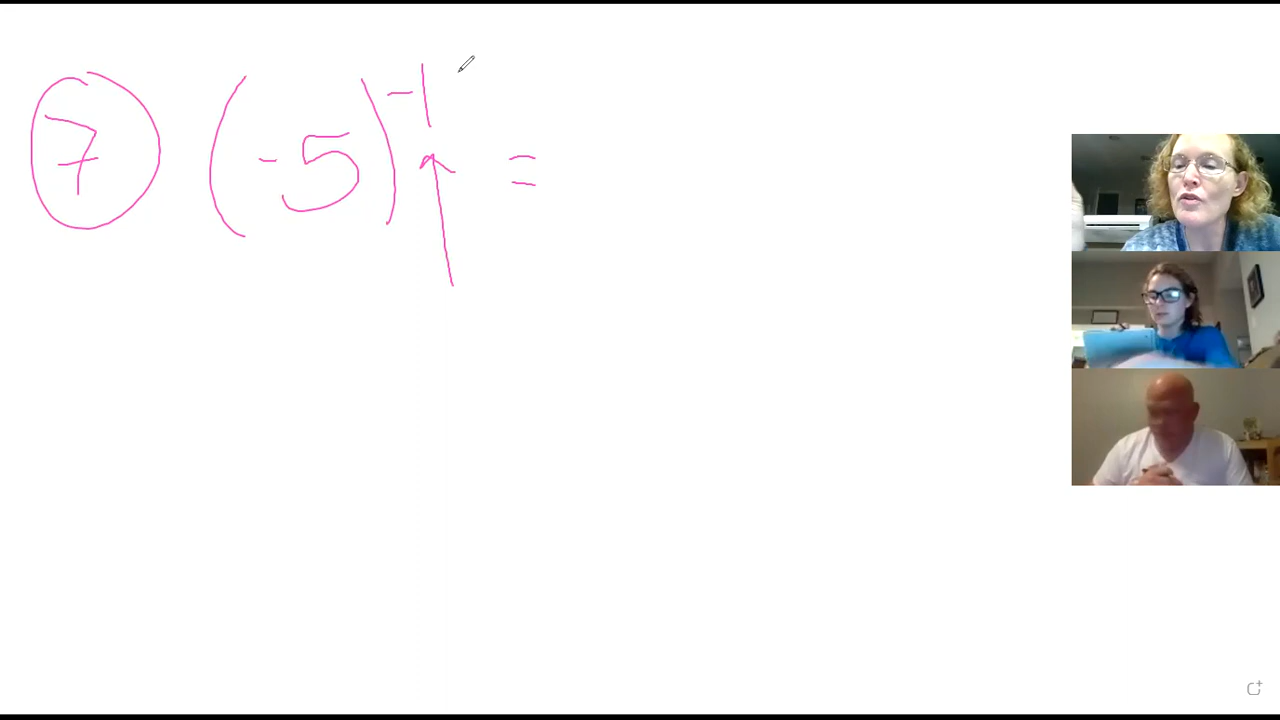 7 (-5)^-1 =